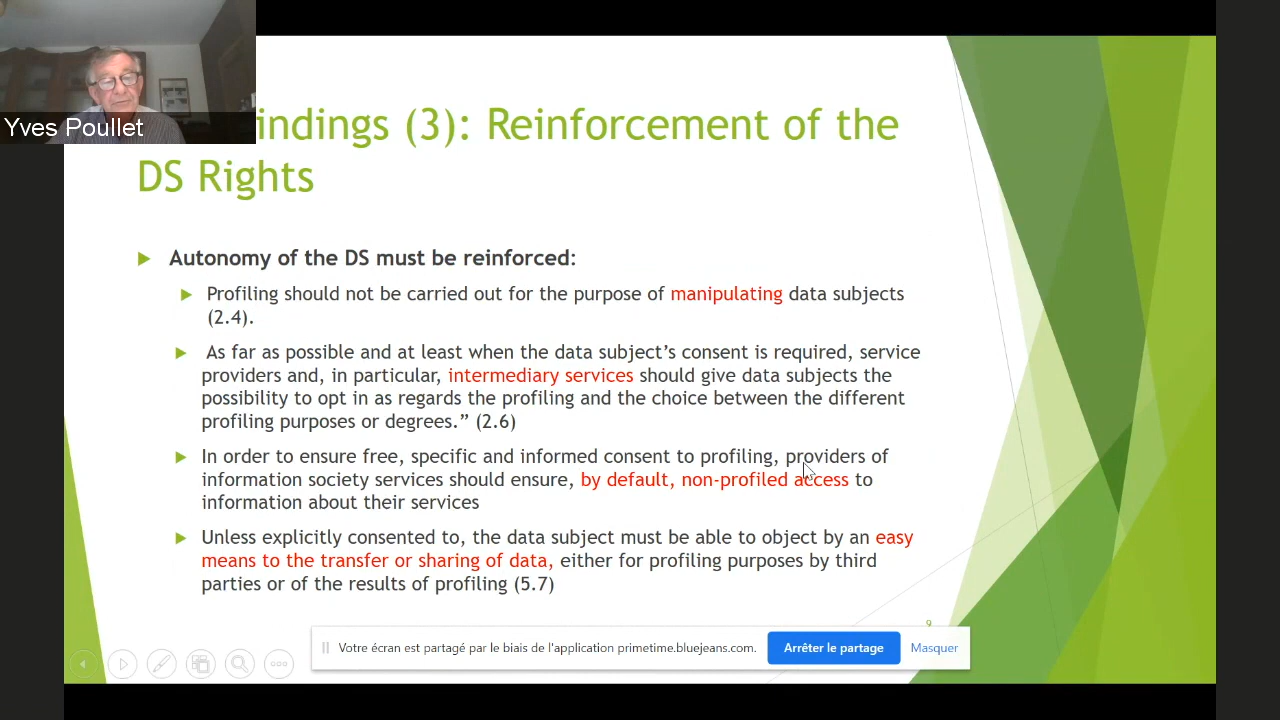 Yves Poullet
indings (3): Reinforcement of the
DS Rights
Autonomy of the DS must be reinforced:
Profiling should not be carried out for the purpose of manipulating data subjects
(2.4).
As far as possible and at least when the data subject's consent is required, service
providers and, in particular, intermediary services should give data subjects the
possibility to opt in as regards the profiling and the choice between the different
profiling purposes or degrees.” (2.6)
In order to ensure free, specific and informed consent to profiling, providers of
information society services should ensure, by default, non-profiled access to
information about their services
Unless explicitly consented to, the data subject must be able to object by an easy
means to the transfer or sharing of data, either for profiling purposes by third
parties or of the results of profiling (5.7)
9
Votre écran est partagé par le biais de l'application primetime.bluejeans.com.
Arrêter le partage
Masquer